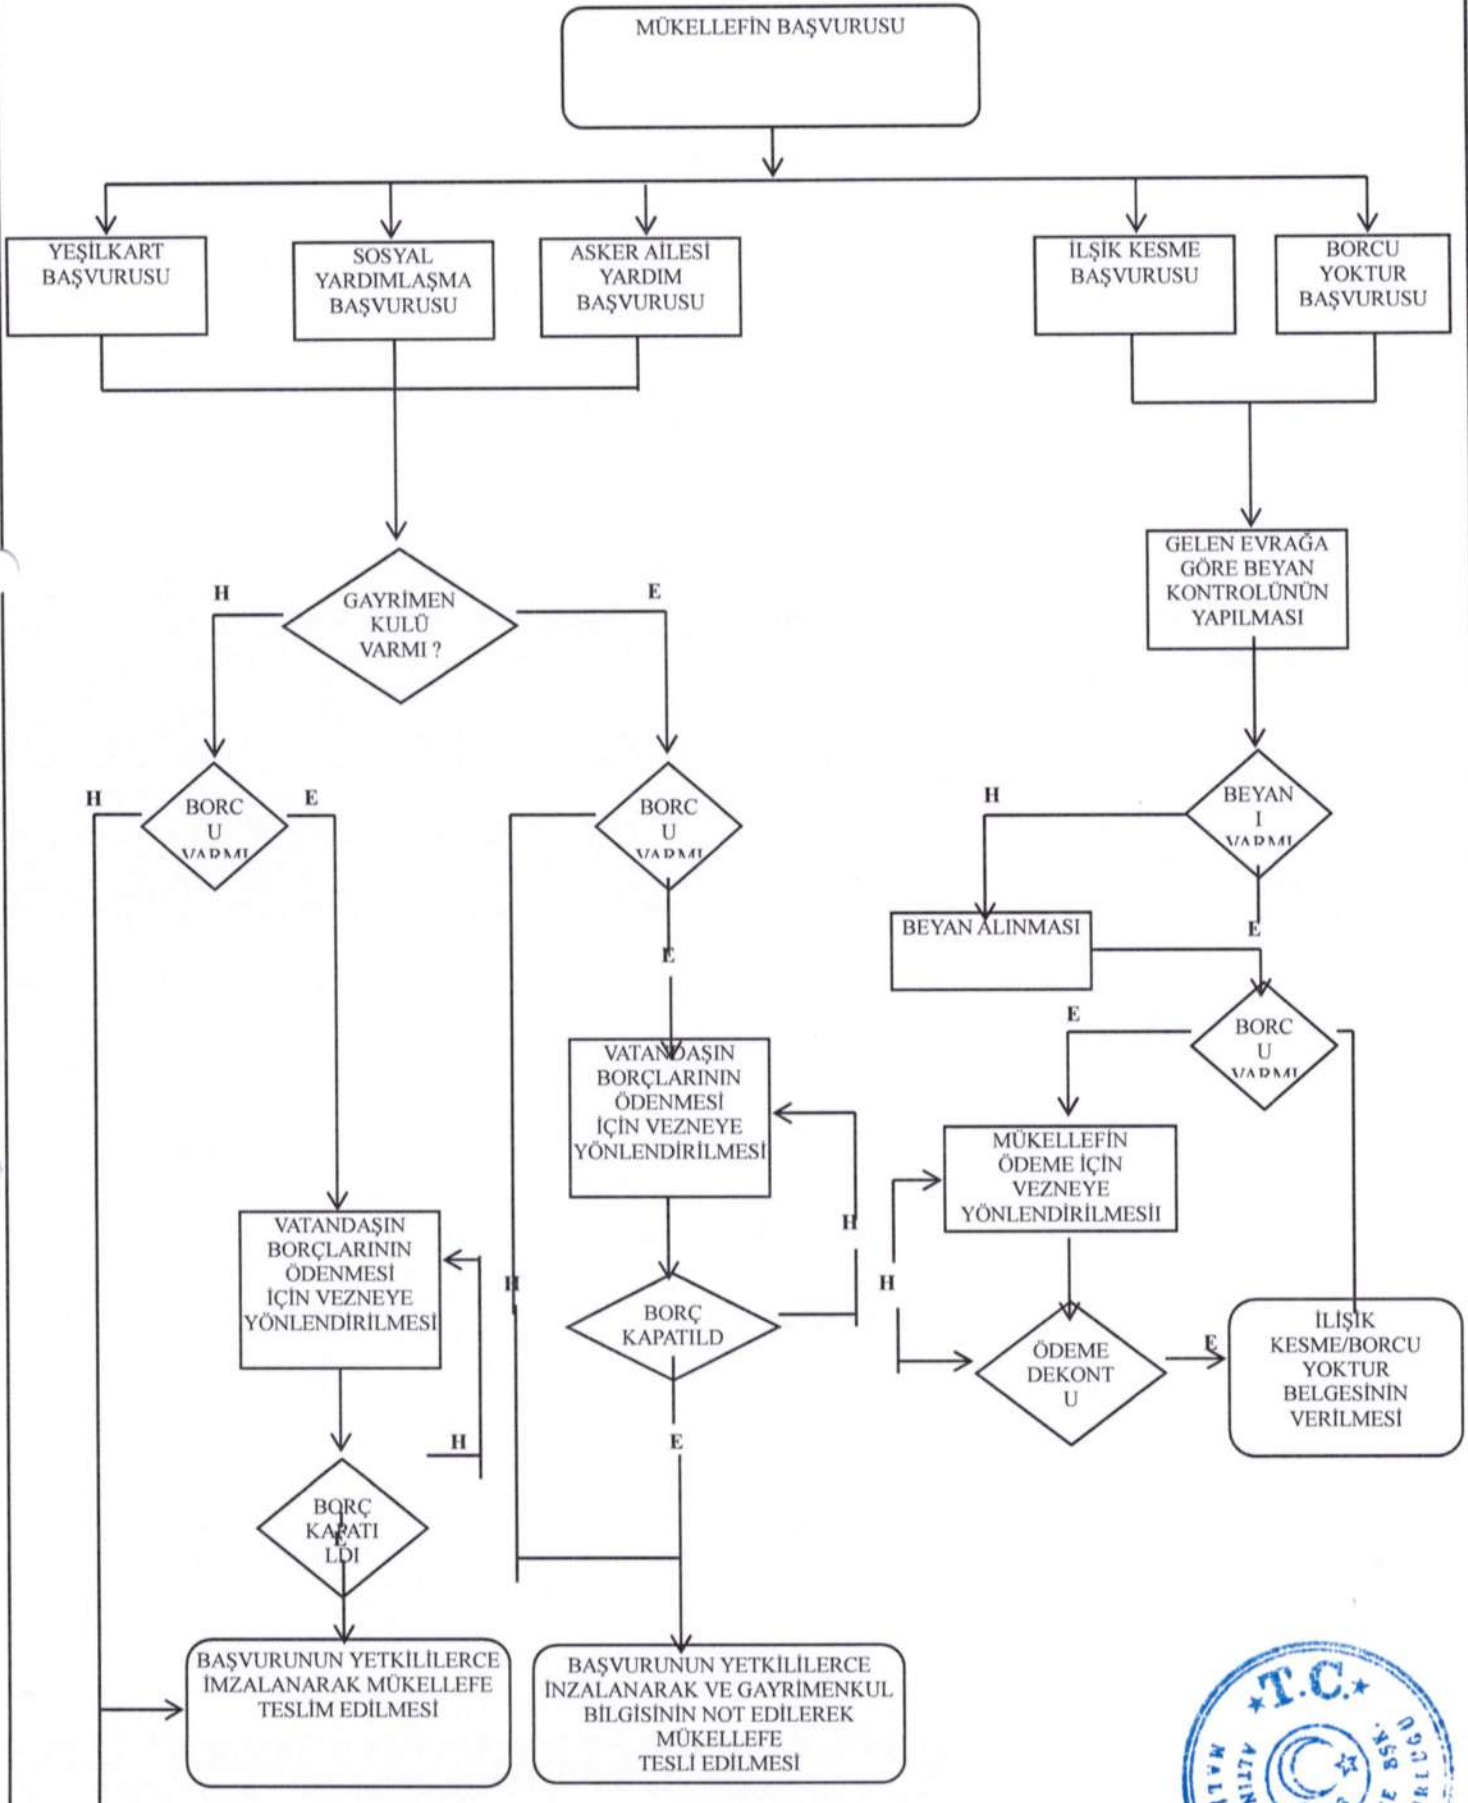 MÜKELLEFİN BAŞVURUSU
YEŞİLKART
BAŞVURUSU
SOSYAL
YARDIMLAŞMA
BAŞVURUSU
ASKER AİLESİ
YARDIM
BAŞVURUSU
İLŞİK KESME
BAŞVURUSU
BORCU
YOKTUR
BAŞVURUSU
GELEN EVRAĞA
GÖRE BEYAN
KONTROLÜNÜN
YAPILMASI
H
GAYRİMEN
KULÜ
VARMI ?
E
H
BORC
U
VARMI
E
BORC
U
VARMI
E
H
BEYAN
I
VARMI
E
BEYAN ALINMASI
E
BORC
U
VARMI
VATANDAŞIN
BORÇLARININ
ÖDENMESİ
İÇİN VEZNEYE
YÖNLENDİRİLMESİ
H
MÜKELLEFİN
ÖDEME İÇİN
VEZNEYE
YÖNLENDİRİLMESİI
H
VATANDAŞIN
BORÇLARININ
ÖDENMESİ
İÇİN VEZNEYE
YÖNLENDİRİLMESİ
H
H
BORÇ
KAPATILD
E
ÖDEME
DEKONT
U
E
İLİŞİK
KESME/BORCU
YOKTUR
BELGESİNİN
VERİLMESİ
BORÇ
KAPATI
LDI
E
BAŞVURUNUN YETKİLİLERCE
İMZALANARAK MÜKELLEFE
TESLİM EDİLMESİ
BAŞVURUNUN YETKİLİLERCE
İNZALANARAK VE GAYRİMENKUL
BİLGİSİNİN NOT EDİLEREK
MÜKELLEFE
TESLİ EDİLMESİ
T.C.
BŞK.